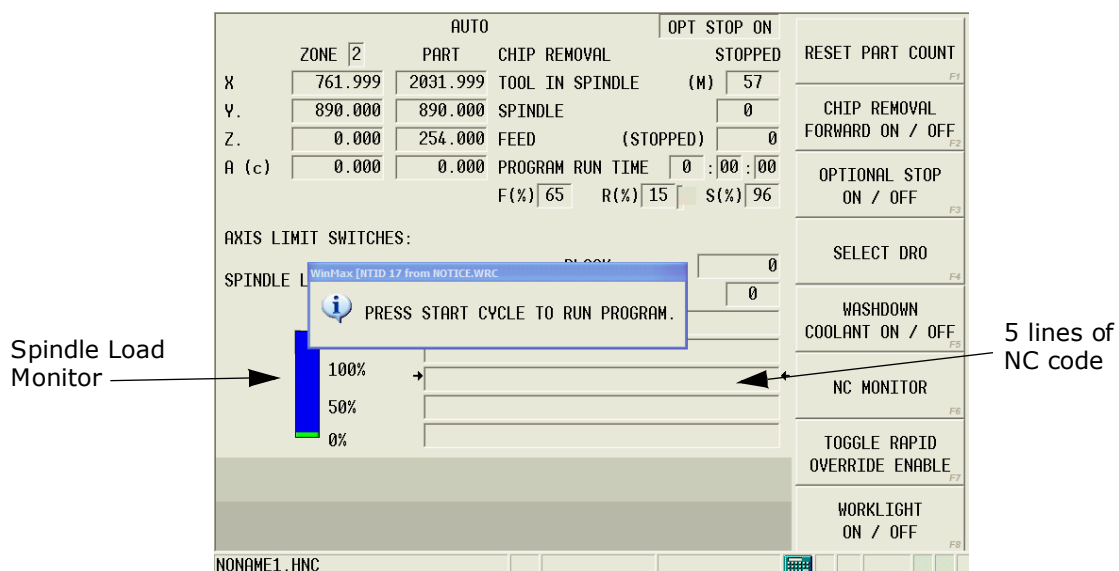 AUTO
OPT STOP ON
ZONE 2 PART CHIP REMOVAL STOPPED
X 761.999 2031.999 TOOL IN SPINDLE (M) 57
Y. 890.000 890.000 SPINDLE 0
Z. 0.000 254.000 FEED (STOPPED) 0
A (c) 0.000 0.000 PROGRAM RUN TIME 0 : 00 : 00
F(%) 65 R(%) 15 S(%) 96
AXIS LIMIT SWITCHES:
0
SPINDLE L
0
WinMax [NTID 17 from NOTICE.WRC
PRESS START CYCLE TO RUN PROGRAM.
100%
50%
0%
RESET PART COUNT
F1
CHIP REMOVAL
FORWARD ON / OFF
F2
OPTIONAL STOP
ON / OFF
F3
SELECT DRO
F4
WASHDOWN
COOLANT ON / OFF
F5
NC MONITOR
F6
TOGGLE RAPID
OVERRIDE ENABLE
F7
WORKLIGHT
ON / OFF
F8
NONAME1.HNC
Spindle Load
Monitor
5 lines of
NC code